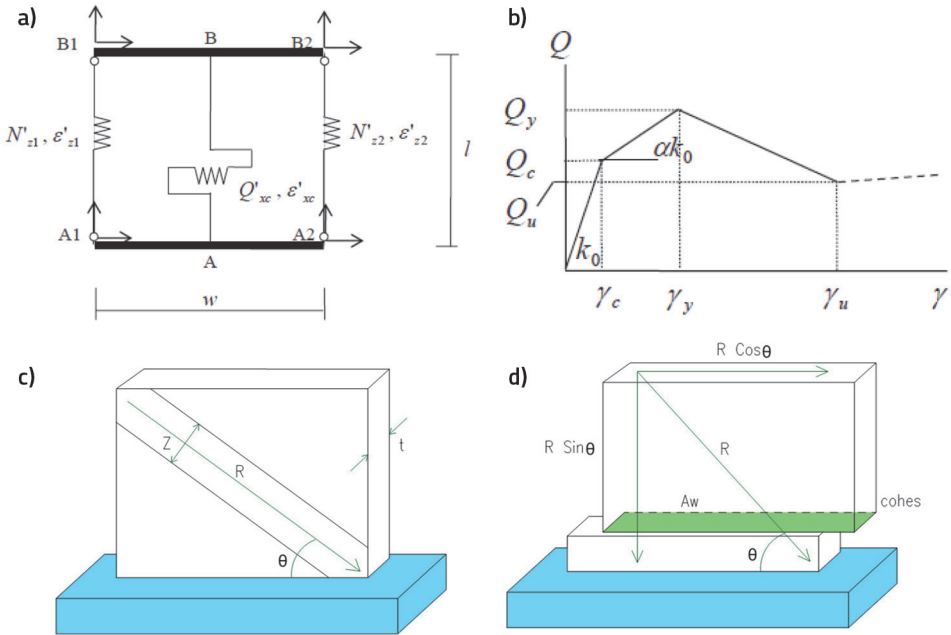 a)
B1
B
B2
N'z1 , ε'z1
N'z2 , ε'z2
l
Q'xc , ε'xc
A1
A2
A
w
b)
Q
Qy
Qc
αk0
Qu
k0
γc
γy
γu
γ
c)
Z
R
t
θ
d)
R Cosθ
R Sinθ
R
Aw
cohes
θ